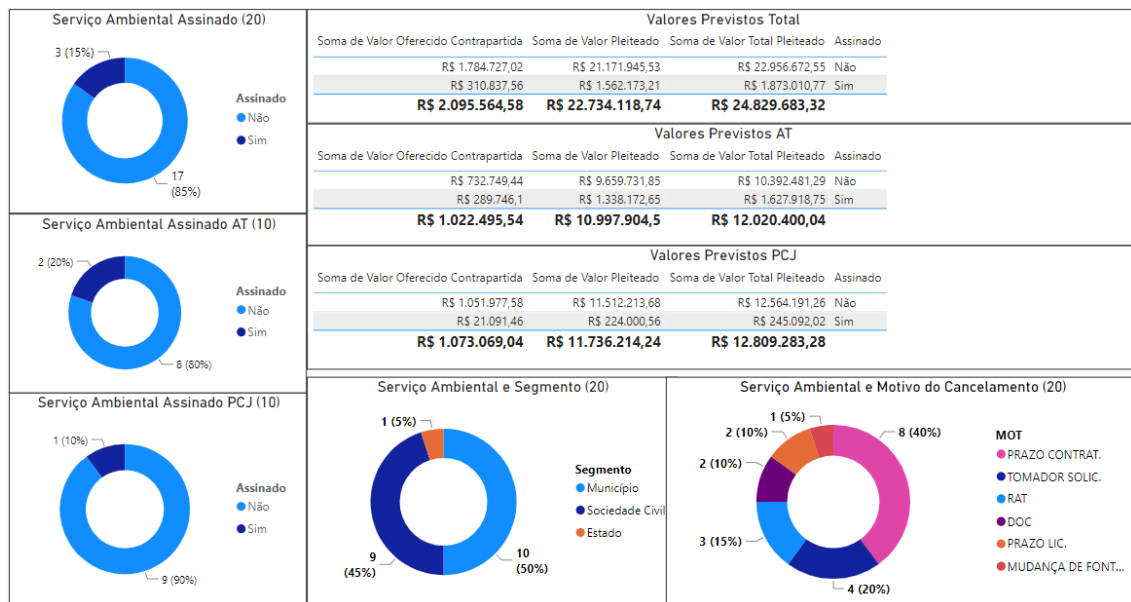 Serviço Ambiental Assinado (20)
3 (15%)
17
(85%)
Assinado
Não
Sim
Serviço Ambiental Assinado AT (10)
2 (20%)
8 (80%)
Assinado
Não
Sim
Serviço Ambiental Assinado PCJ (10)
1 (10%)
9 (90%)
Assinado
Não
Sim
Valores Previstos Total
Soma de Valor Oferecido Contrapartida Soma de Valor Pleiteado Soma de Valor Total Pleiteado Assinado
R$ 1.784.727,02 R$ 21.171.945,53 R$ 22.956.672,55 Não
R$ 310.837,56 R$ 1.562.173,21 R$ 1.873.010,77 Sim
R$ 2.095.564,58 R$ 22.734.118,74 R$ 24.829.683,32
Valores Previstos AT
Soma de Valor Oferecido Contrapartida Soma de Valor Pleiteado Soma de Valor Total Pleiteado Assinado
R$ 732.749,44 R$ 9.659.731,85 R$ 10.392.481,29 Não
R$ 289.746,1 R$ 1.338.172,65 R$ 1.627.918,75 Sim
R$ 1.022.495,54 R$ 10.997.904,5 R$ 12.020.400,04
Valores Previstos PCJ
Soma de Valor Oferecido Contrapartida Soma de Valor Pleiteado Soma de Valor Total Pleiteado Assinado
R$ 1.051.977,58 R$ 11.512.213,68 R$ 12.564.191,26 Não
R$ 21.091,46 R$ 224.000,56 R$ 245.092,02 Sim
R$ 1.073.069,04 R$ 11.736.214,24 R$ 12.809.283,28
Serviço Ambiental e Segmento (20)
1 (5%)
9
(45%)
10
(50%)
Segmento
Município
Sociedade Civil
Estado
Serviço Ambiental e Motivo do Cancelamento (20)
1 (5%)
2 (10%)
2 (10%)
3 (15%)
4 (20%)
8 (40%)
MOT
PRAZO CONTRAT.
TOMADOR SOLIC.
RAT
DOC
PRAZO LIC.
MUDANÇA DE FONT...